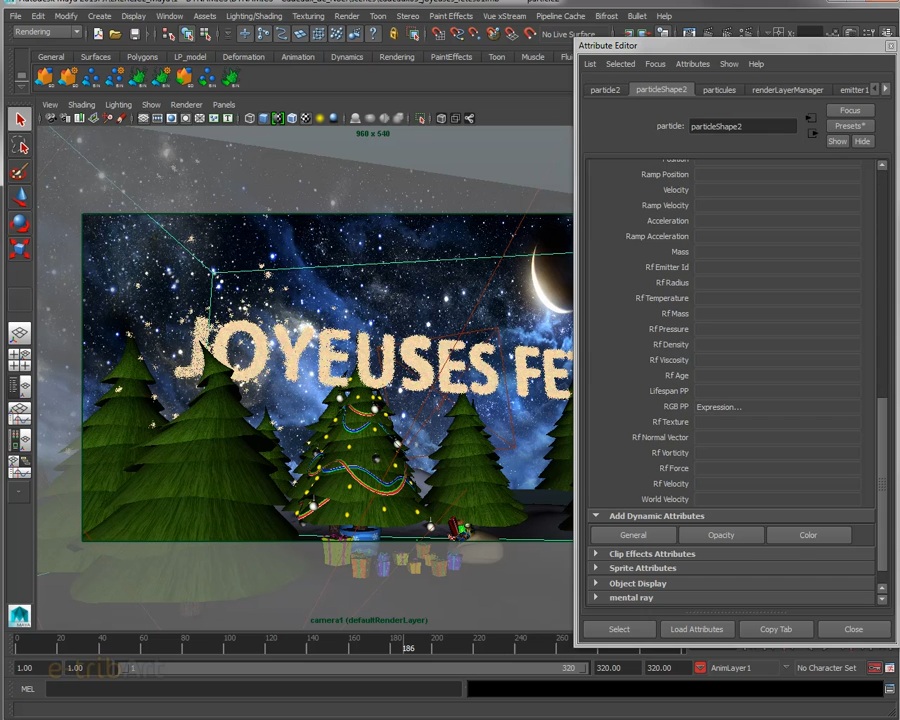 File Edit Modify Create Display Window Assets Lighting/Shading Texturing Render Toon Stereo Paint Effects Vue xStream Pipeline Cache Bifrost Bullet Help
Rendering
No Live Surface
General Surfaces Polygons LP_model Deformation Animation Dynamics Rendering PaintEffects Toon Muscle
View Shading Lighting Show Renderer Panels
960 x 540
JOYEUSES FE
camera1 (defaultRenderLayer)
Attribute Editor
List Selected Focus Attributes Show Help
particle2 particleShape2 particules renderLayerManager emitter1
particle: particleShape2
Focus
Presets*
Show Hide
Ramp Position
Velocity
Ramp Velocity
Acceleration
Ramp Acceleration
Mass
Rf Emitter Id
Rf Radius
Rf Temperature
Rf Mass
Rf Pressure
Rf Density
Rf Viscosity
Rf Age
Lifespan PP
RGB PP Expression...
Rf Texture
Rf Normal Vector
Rf Vorticity
Rf Force
Rf Velocity
World Velocity
Add Dynamic Attributes
General Opacity Color
Clip Effects Attributes
Sprite Attributes
Object Display
mental ray
Select Load Attributes Copy Tab Close
0 20 40 60 80 100 120 140 160 180 200 220 240 260
186
1.00 1.00 1 320 320.00 320.00 AnimLayer1 No Character Set
MEL